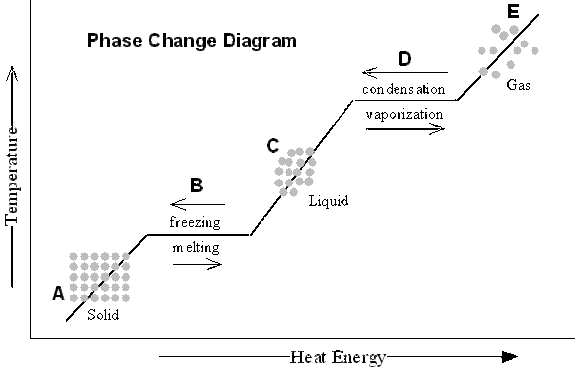 E
Phase Change Diagram
D
condensation
Gas
vaporization
C
B
Liquid
freezing
melting
A
Solid
Temperature
Heat Energy